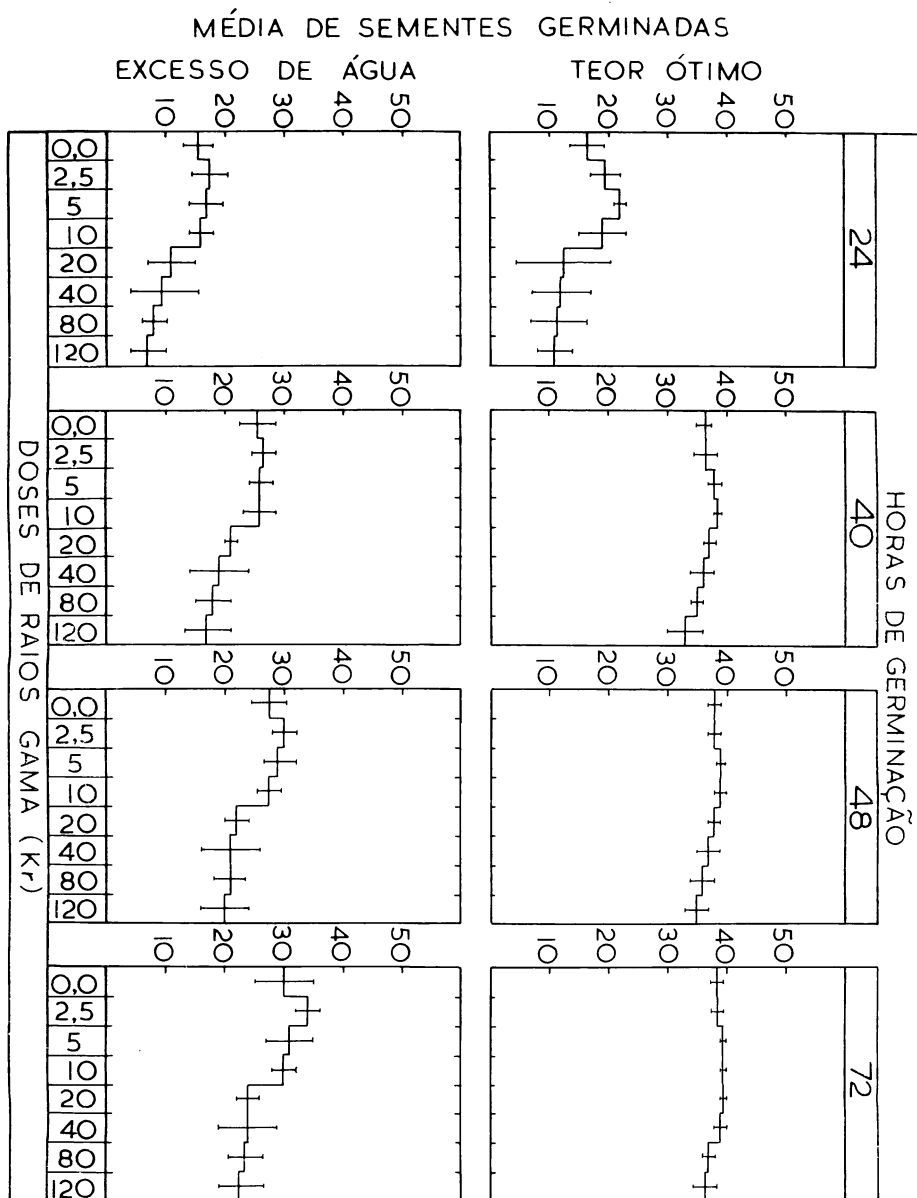 MÉDIA DE SEMENTES GERMINADAS
EXCESSO DE ÁGUA
TEOR ÓTIMO
10 20 30 40 50
10 20 30 40 50
0,0
2,5
5
10
20
40
80
120
24
10 20 30 40 50
10 20 30 40 50
0,0
2,5
5
10
20
40
80
120
40
10 20 30 40 50
10 20 30 40 50
0,0
2,5
5
10
20
40
80
120
48
10 20 30 40 50
10 20 30 40 50
0,0
2,5
5
10
20
40
80
120
72
DOSES DE RAIOS GAMA (Kr)
HORAS DE GERMINAÇÃO